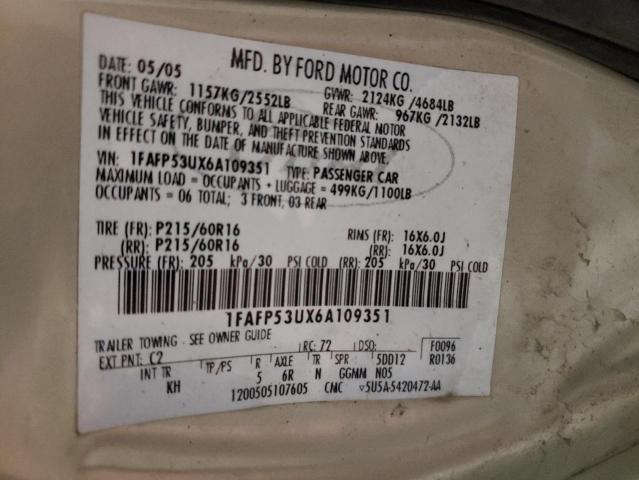 MFD. BY FORD MOTOR CO.
DATE: 05/05
GVWR: 2124KG /4684LB
FRONT GAWR: 1157KG/2552LB
REAR GAWR: 967KG/2132LB
THIS VEHICLE CONFORMS TO ALL APPLICABLE FEDERAL MOTOR
VEHICLE SAFETY, BUMPER, AND THEFT PREVENTION STANDARDS
IN EFFECT ON THE DATE OF MANUFACTURE SHOWN ABOVE.
VIN: 1FAFP53UX6A109351 TYPE: PASSENGER CAR
MAXIMUM LOAD = OCCUPANTS + LUGGAGE = 499KG/1100LB
OCCUPANTS = 06 TOTAL; 3 FRONT, 03 REAR
TIRE (FR): P215/60R16 RIMS (FR): 16X6.0J
(RR): P215/60R16 (RR): 16X6.0J
PRESSURE (FR): 205 kPa/30 PSI COLD (RR): 205 kPa/30 PSI COLD
1FAFP53UX6A109351
TRAILER TOWING - SEE OWNER GUIDE
EXT PNT: C2 RC: 72 DSO: F0096
R0136
INT TR TP/PS R AXLE TR SPR 5DD12
KH 5 6R N GGMM N05
1200505107605 CMC ▽5U5A-5420472-AA